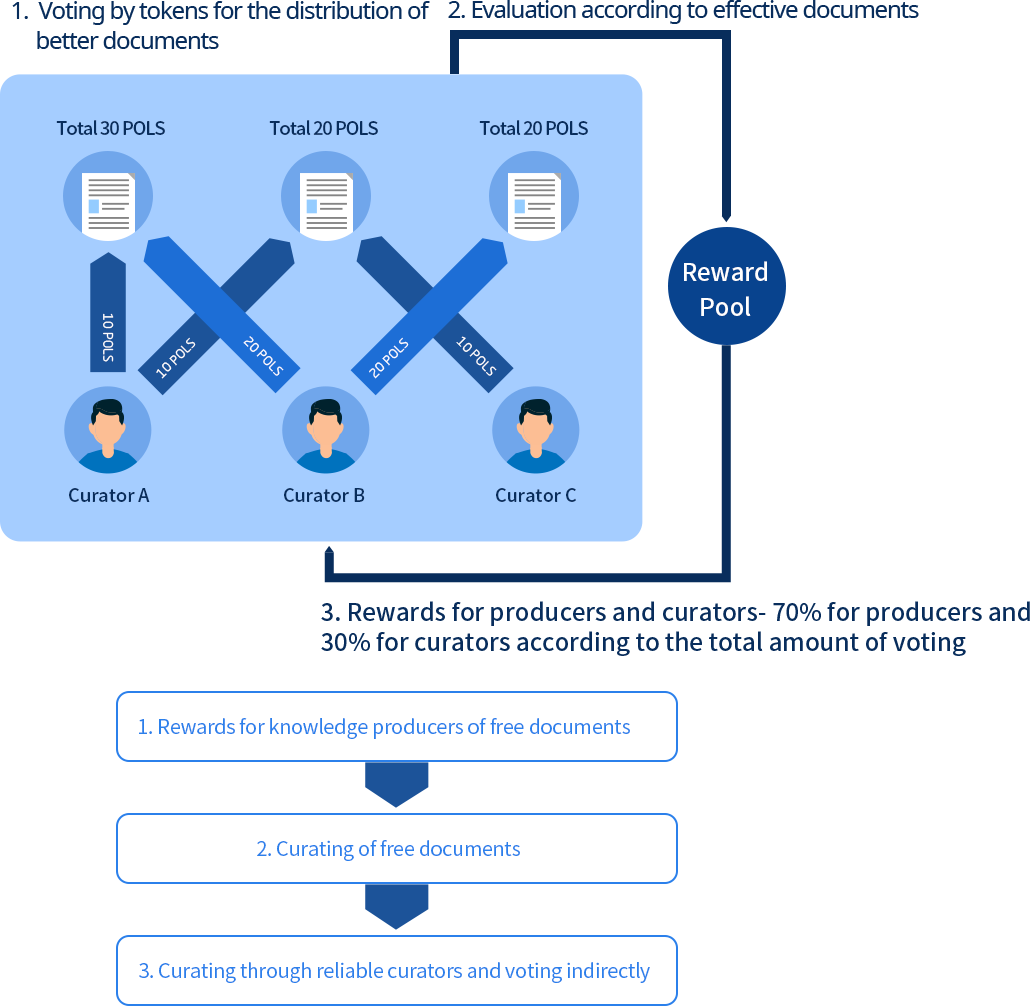 1. Voting by tokens for the distribution of
better documents
2. Evaluation according to effective documents
Total 30 POLS
Total 20 POLS
Total 20 POLS
Reward
Pool
10 POLS
10 POLS
20 POLS
20 POLS
10 POLS
Curator A
Curator B
Curator C
3. Rewards for producers and curators- 70% for producers and
30% for curators according to the total amount of voting
1. Rewards for knowledge producers of free documents
2. Curating of free documents
3. Curating through reliable curators and voting indirectly